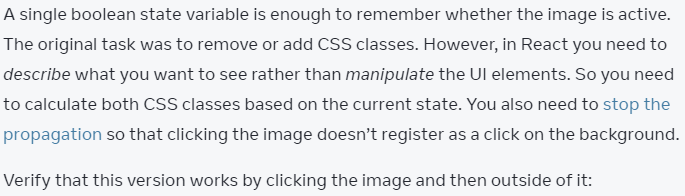 A single boolean state variable is enough to remember whether the image is active.
The original task was to remove or add CSS classes. However, in React you need to
describe what you want to see rather than manipulate the UI elements. So you need
to calculate both CSS classes based on the current state. You also need to stop the
propagation so that clicking the image doesn’t register as a click on the background.
Verify that this version works by clicking the image and then outside of it: